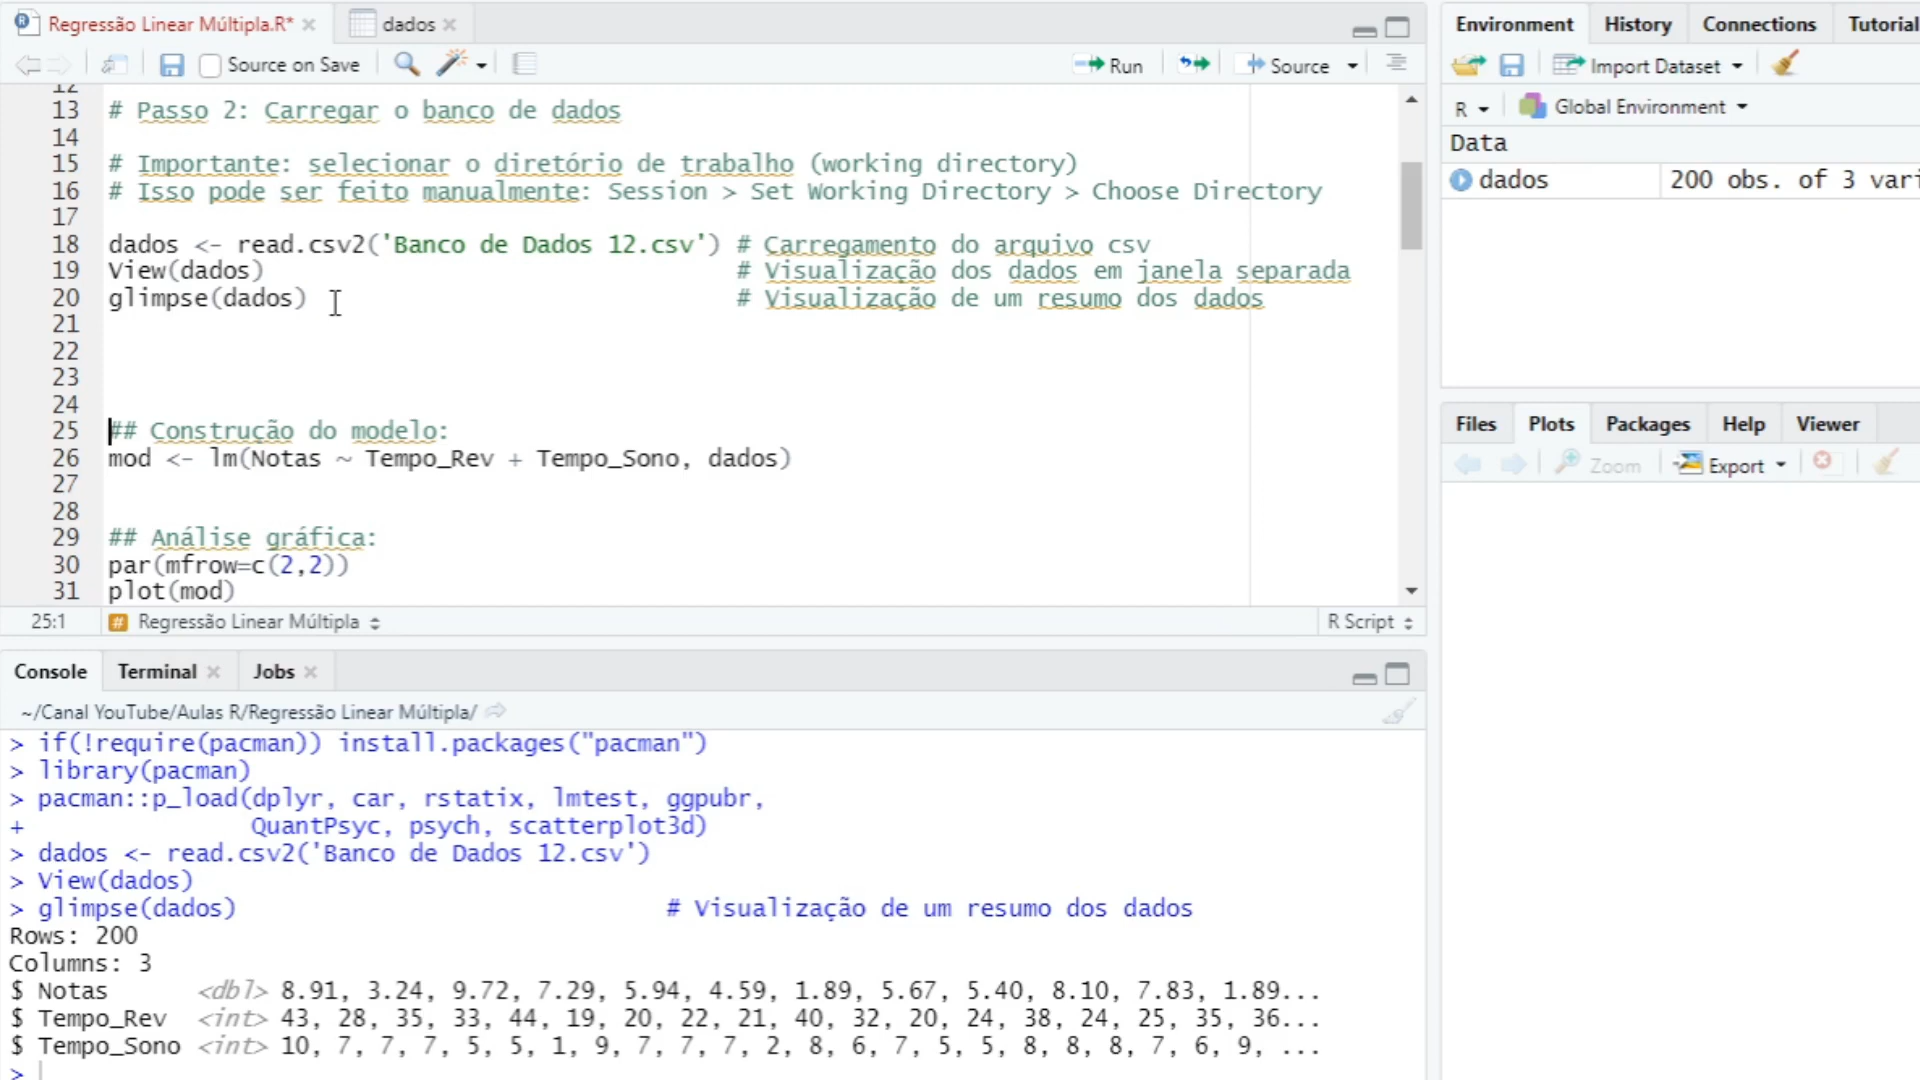 Regressão Linear Múltipla.R*
dados
Source on Save
Run
Source
12
13 # Passo 2: Carregar o banco de dados
14
15 # Importante: selecionar o diretório de trabalho (working directory)
16 # Isso pode ser feito manualmente: Session > Set Working Directory > Choose Directory
17
18 dados <- read.csv2('Banco de Dados 12.csv') # Carregamento do arquivo csv
19 View(dados) # Visualização dos dados em janela separada
20 glimpse(dados) # Visualização de um resumo dos dados
21
22
23
24
25 ## Construção do modelo:
26 mod <- lm(Notas ~ Tempo_Rev + Tempo_Sono, dados)
27
28
29 ## Análise gráfica:
30 par(mfrow=c(2,2))
31 plot(mod)
25:1 # Regressão Linear Múltipla R Script
Console Terminal Jobs
~/Canal YouTube/Aulas R/Regressão Linear Múltipla/
> if(!require(pacman)) install.packages("pacman")
> library(pacman)
> pacman::p_load(dplyr, car, rstatix, lmtest, ggpubr,
+ QuantPsyc, psych, scatterplot3d)
> dados <- read.csv2('Banco de Dados 12.csv')
> View(dados)
> glimpse(dados) # Visualização de um resumo dos dados
Rows: 200
Columns: 3
$ Notas <dbl> 8.91, 3.24, 9.72, 7.29, 5.94, 4.59, 1.89, 5.67, 5.40, 8.10, 7.83, 1.89...
$ Tempo_Rev <int> 43, 28, 35, 33, 44, 19, 20, 22, 21, 40, 32, 20, 24, 38, 24, 25, 35, 36...
$ Tempo_Sono <int> 10, 7, 7, 7, 5, 5, 1, 9, 7, 7, 7, 2, 8, 6, 7, 5, 5, 8, 8, 8, 7, 6, 9, ...
>
Environment History Connections Tutorial
Import Dataset
R Global Environment
Data
dados 200 obs. of 3 vari
Files Plots Packages Help Viewer
Zoom Export